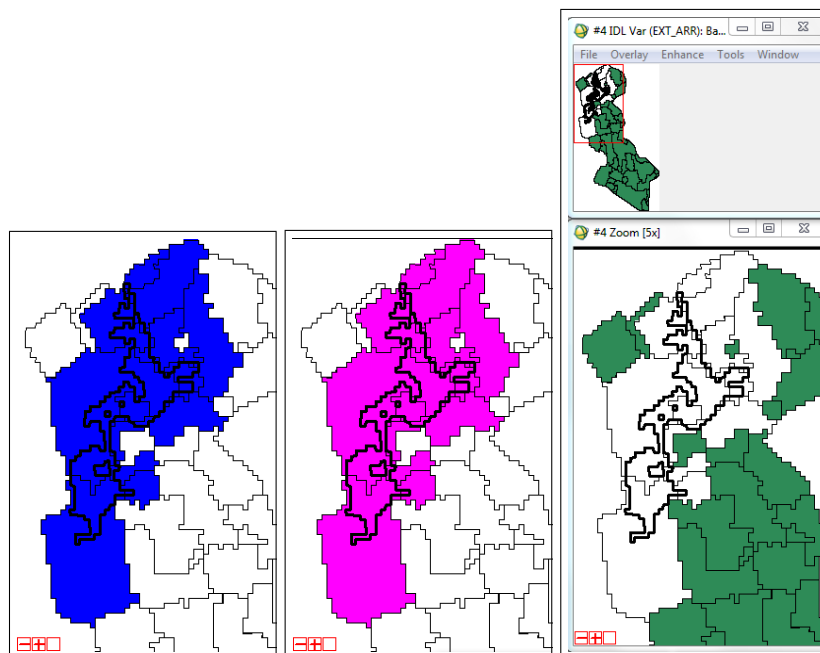 #4 IDL Var (EXT_ARR): Ba...
File Overlay Enhance Tools Window
#4 Zoom [5x]